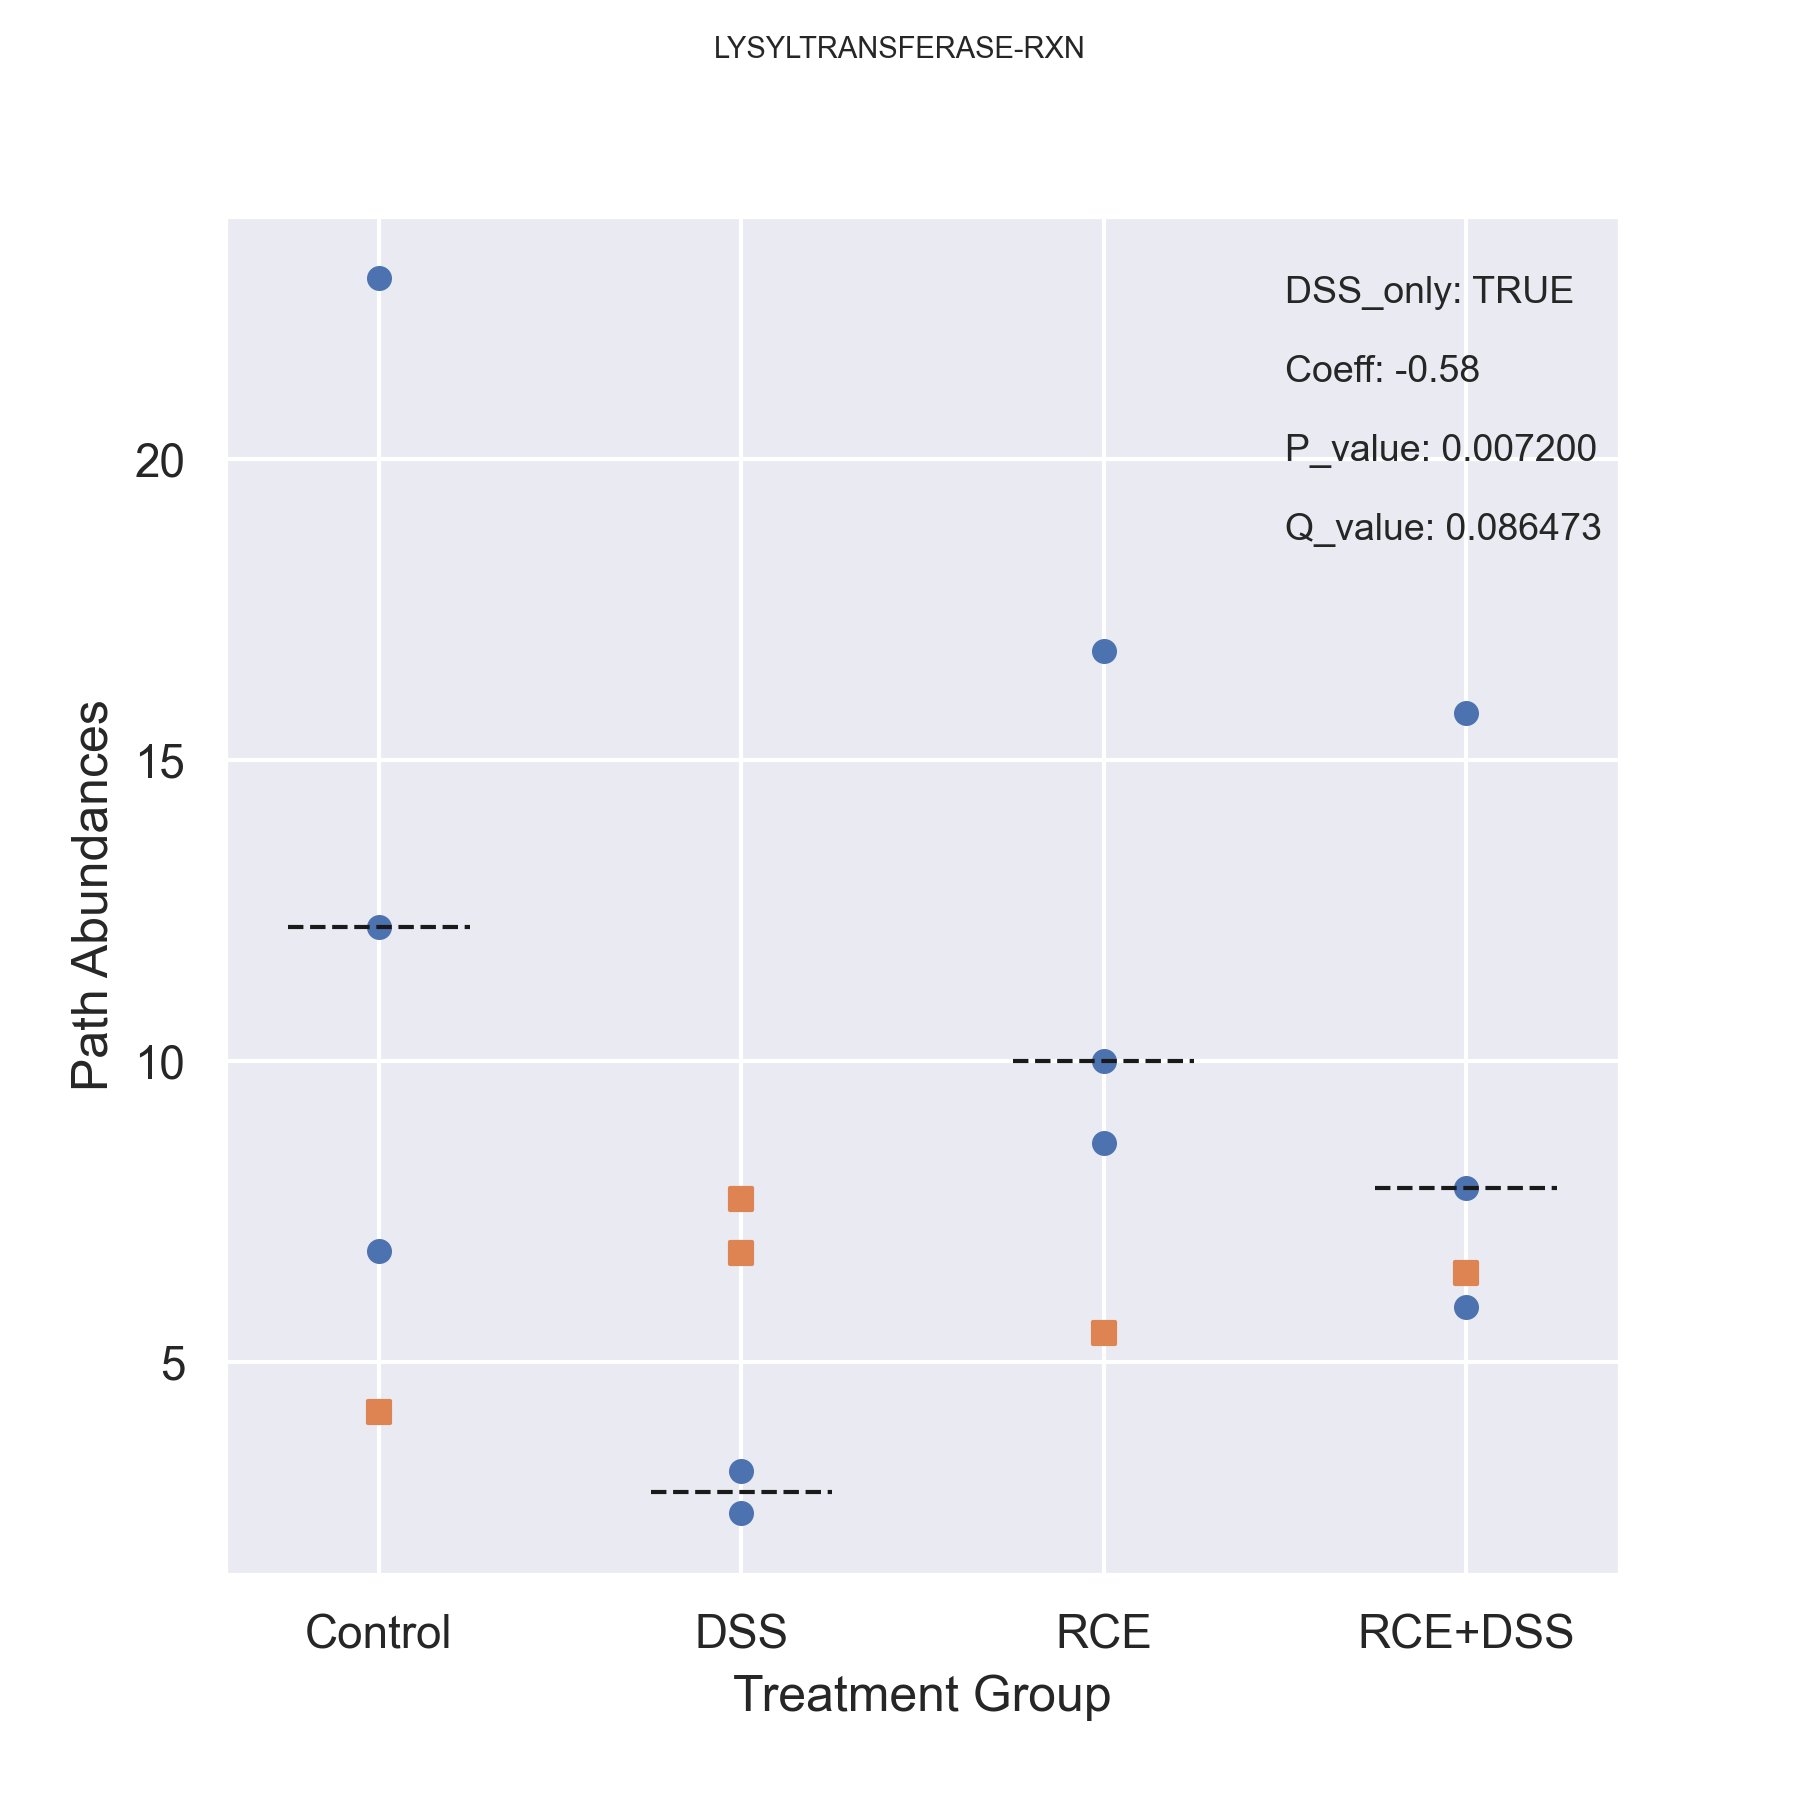 LYSYLTRANSFERASE-RXN
DSS_only: TRUE
Coeff: -0.58
P_value: 0.007200
Q_value: 0.086473
20
15
10
5
Path Abundances
Control
DSS
RCE
RCE+DSS
Treatment Group